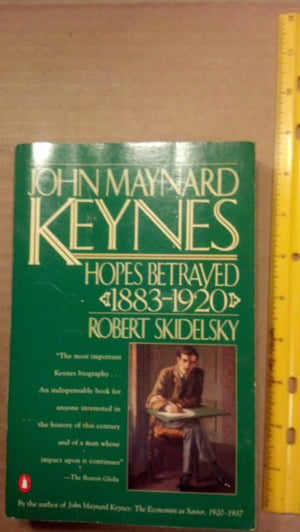 JOHN MAYNARD
KEYNES
HOPES BETRAYED
1883–1920
ROBERT SKIDELSKY
"The most important
Keynes biography . . .
An indispensable book for
anyone interested in
the history of this century
and of a man whose
impact upon it continues"
—The Boston Globe
By the author of John Maynard Keynes: The Economist as Savior, 1920–1937